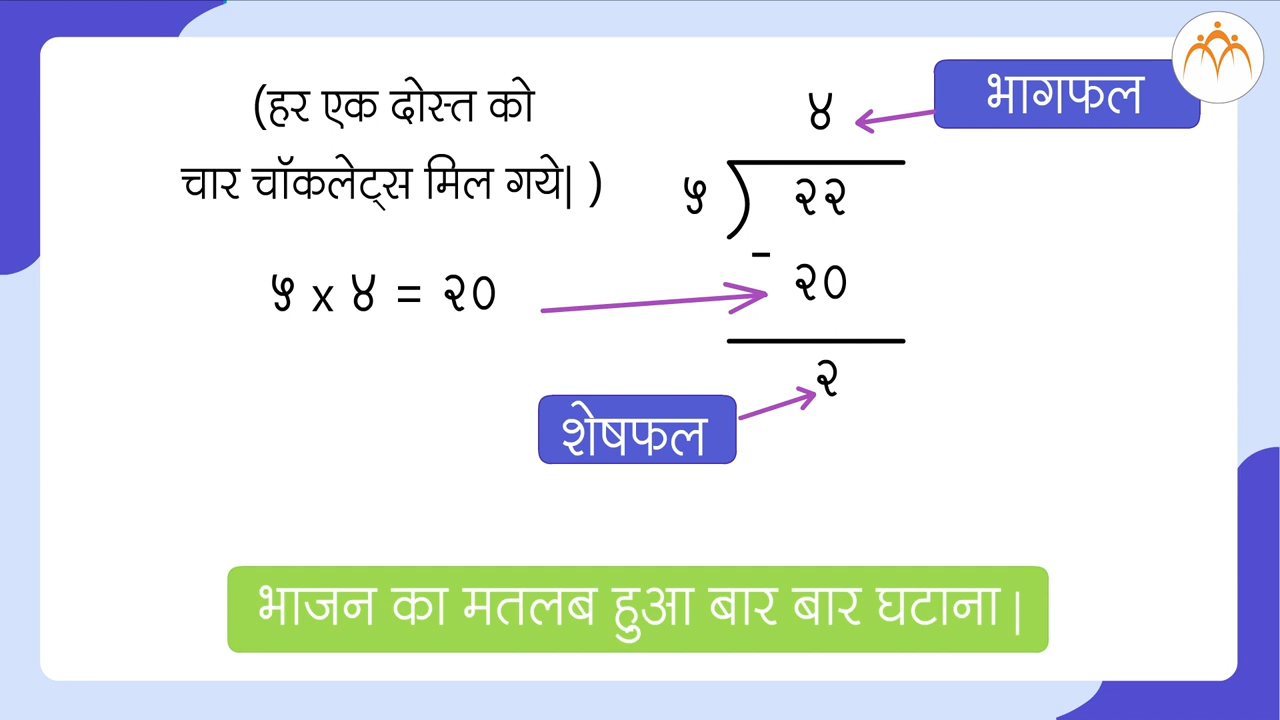 (हर एक दोस्त को
चार चॉकलेट्स मिल गये| )
५ x ४ = २०
भागफल
४
५ ) २२
- २०
२
शेषफल
भाजन का मतलब हुआ बार बार घटाना |